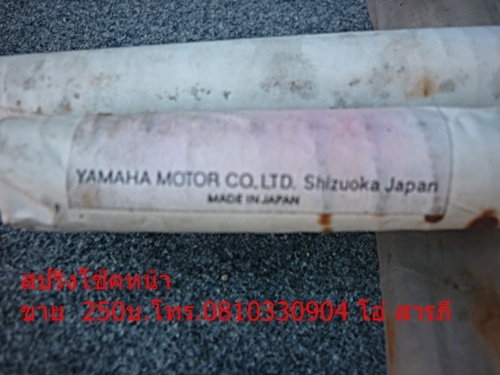 YAMAHA MOTOR CO.,LTD. Shizuoka Japan
MADE IN JAPAN
สปริงโช๊คหน้า
ขาย 250บ.โทร.0810330904 โอ๋ สารภี